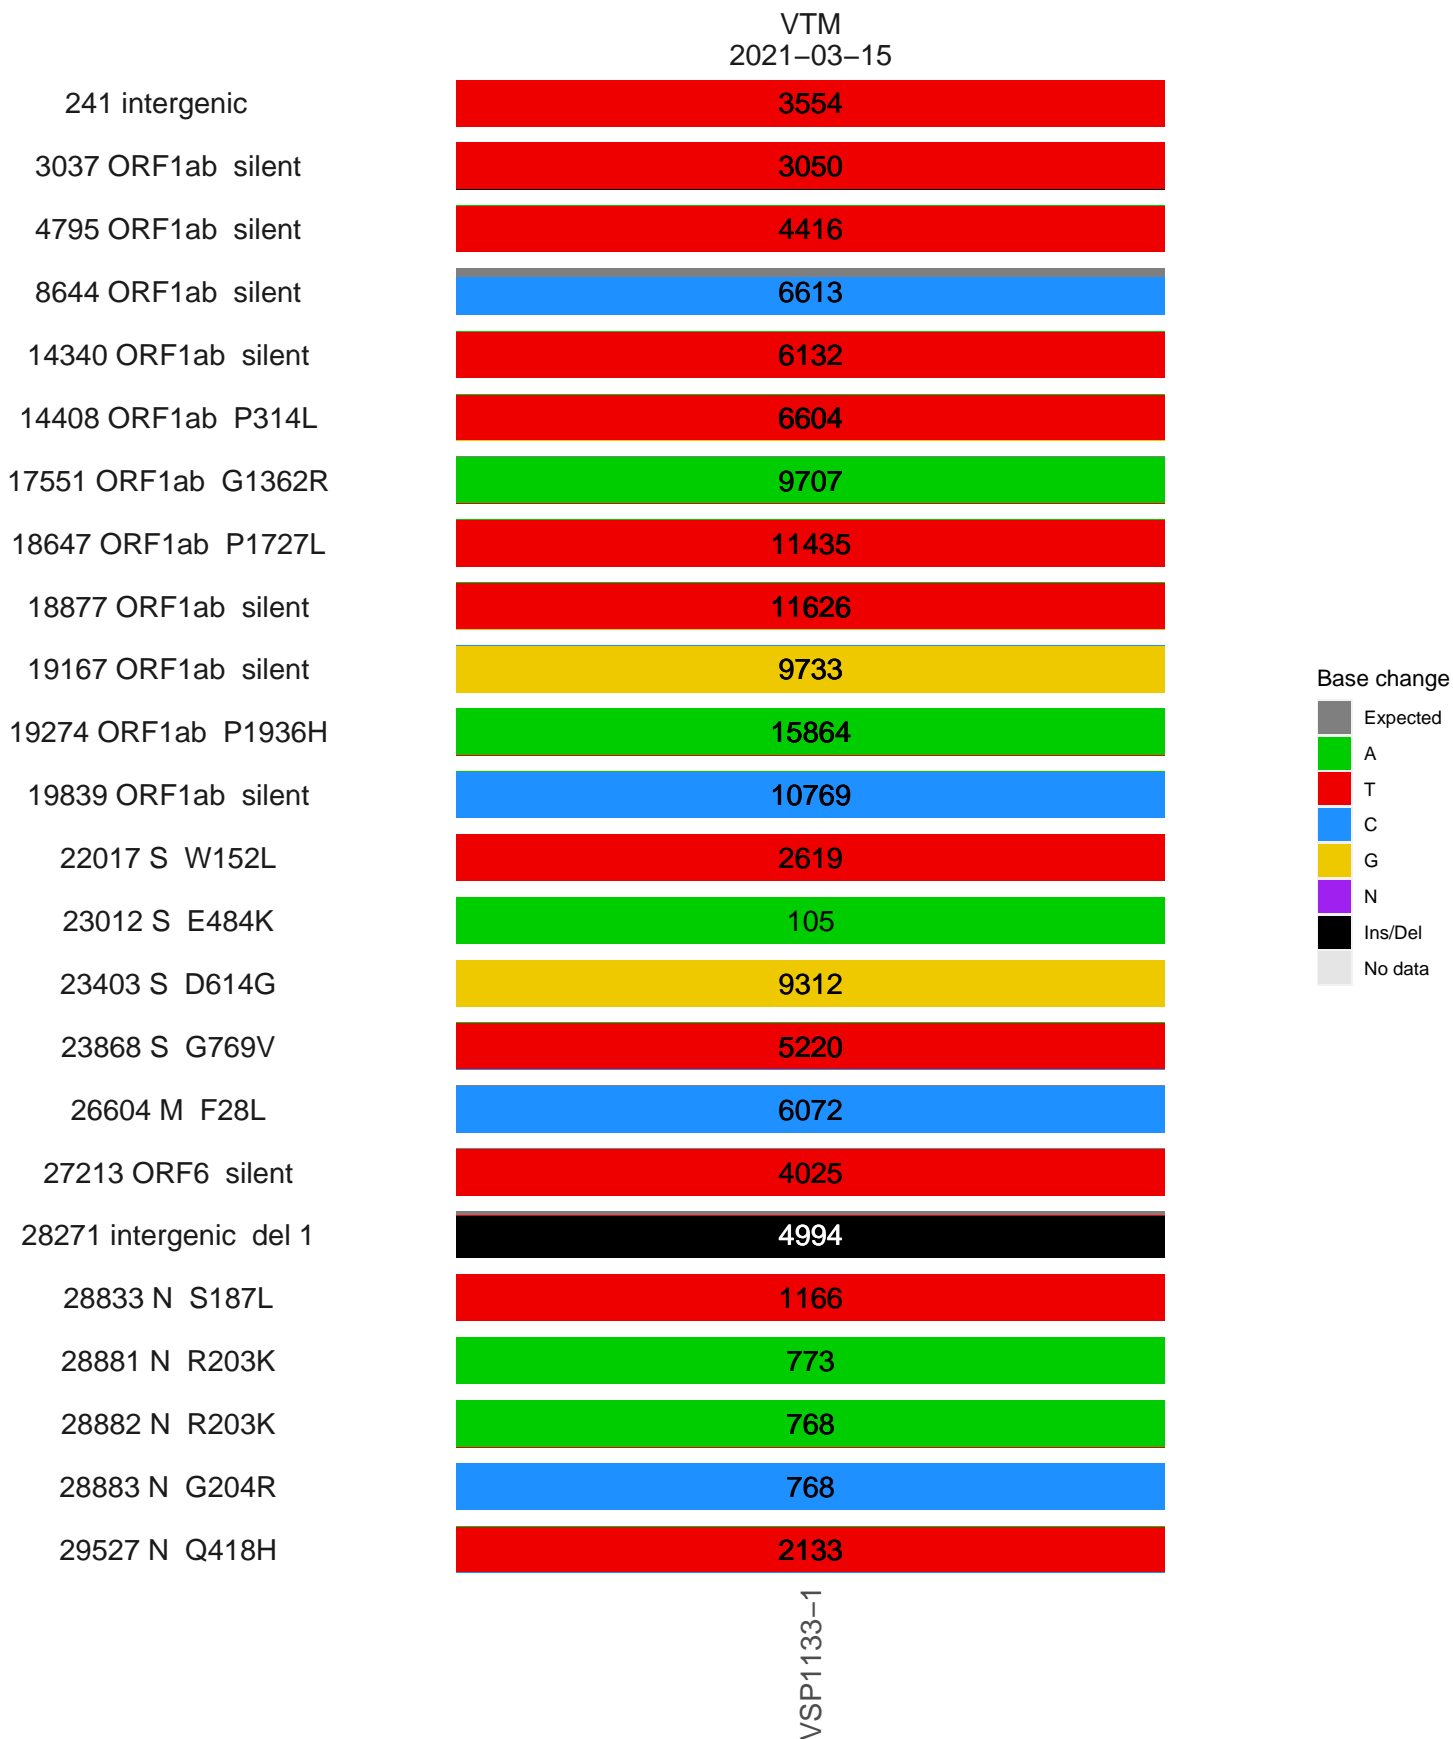 VTM
2021−03−15
241 intergenic 3554
3037 ORF1ab  silent 3050
4795 ORF1ab  silent 4416
8644 ORF1ab  silent 6613
14340 ORF1ab  silent 6132
14408 ORF1ab  P314L 6604
17551 ORF1ab  G1362R 9707
18647 ORF1ab  P1727L 11435
18877 ORF1ab  silent 11626
19167 ORF1ab  silent 9733
19274 ORF1ab  P1936H 15864
19839 ORF1ab  silent 10769
22017 S  W152L 2619
23012 S  E484K 105
23403 S  D614G 9312
23868 S  G769V 5220
26604 M  F28L 6072
27213 ORF6  silent 4025
28271 intergenic  del 1 4994
28833 N  S187L 1166
28881 N  R203K 773
28882 N  R203K 768
28883 N  G204R 768
29527 N  Q418H 2133
VSP1133−1
Base change
Expected
A
T
C
G
N
Ins/Del
No data